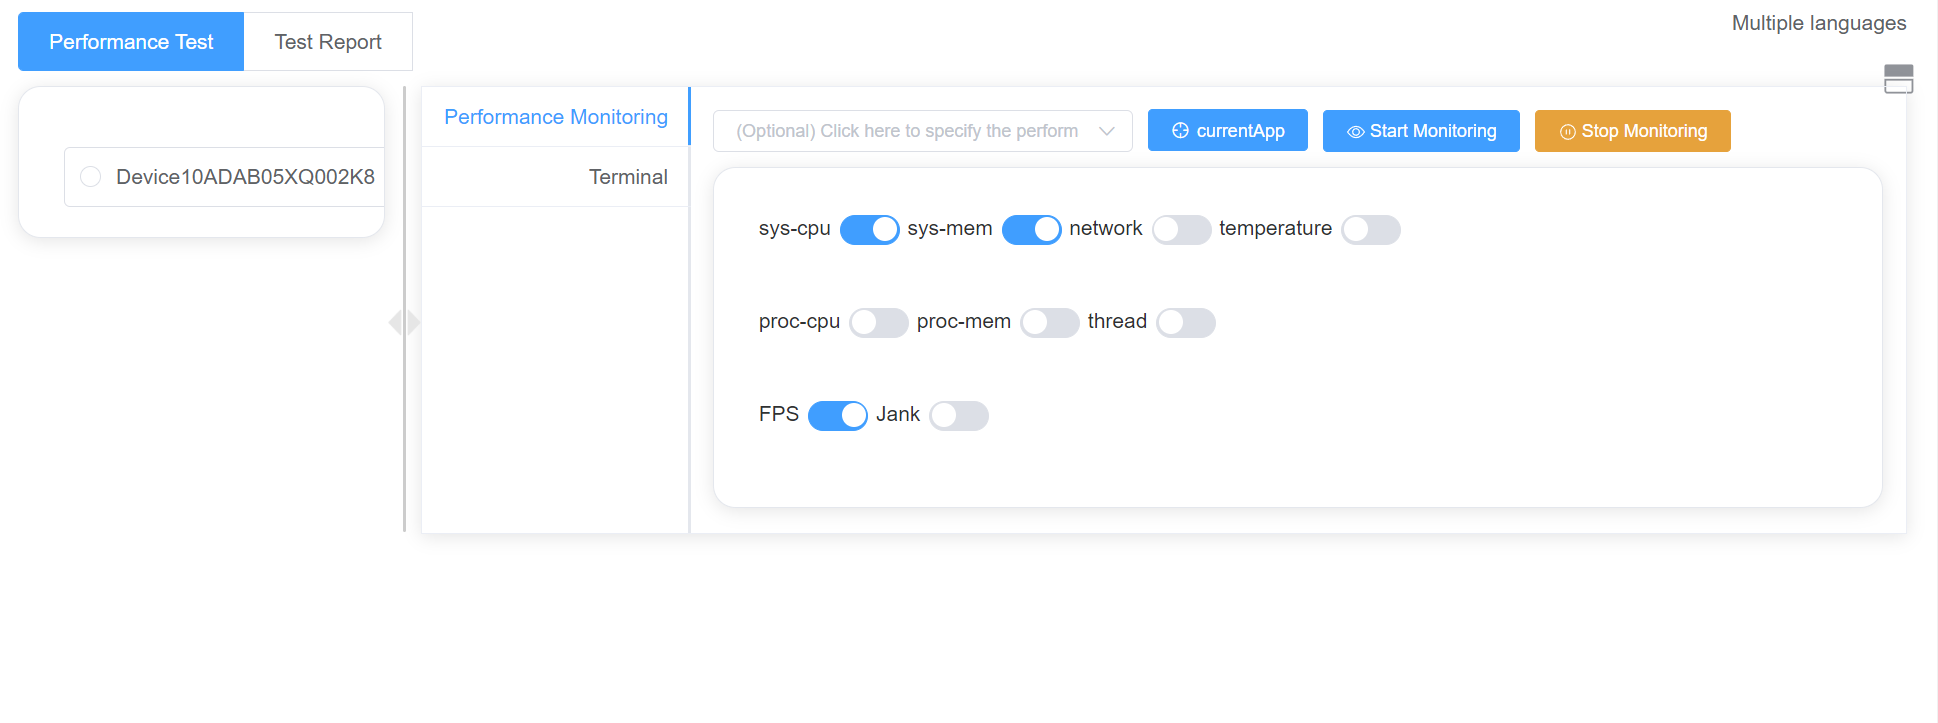 Performance Test
Test Report
Multiple languages
Device10ADAB05XQ002K8
Performance Monitoring
Terminal
(Optional) Click here to specify the perform
currentApp
Start Monitoring
Stop Monitoring
sys-cpu sys-mem network temperature
proc-cpu proc-mem thread
FPS Jank